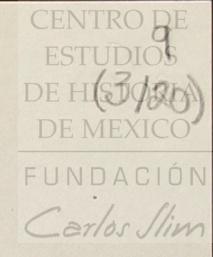 CENTRO DE
9
ESTUDIOS
DE HISTORIA
(3/20)
DE MEXICO
FUNDACIÓN
Carlos Slim